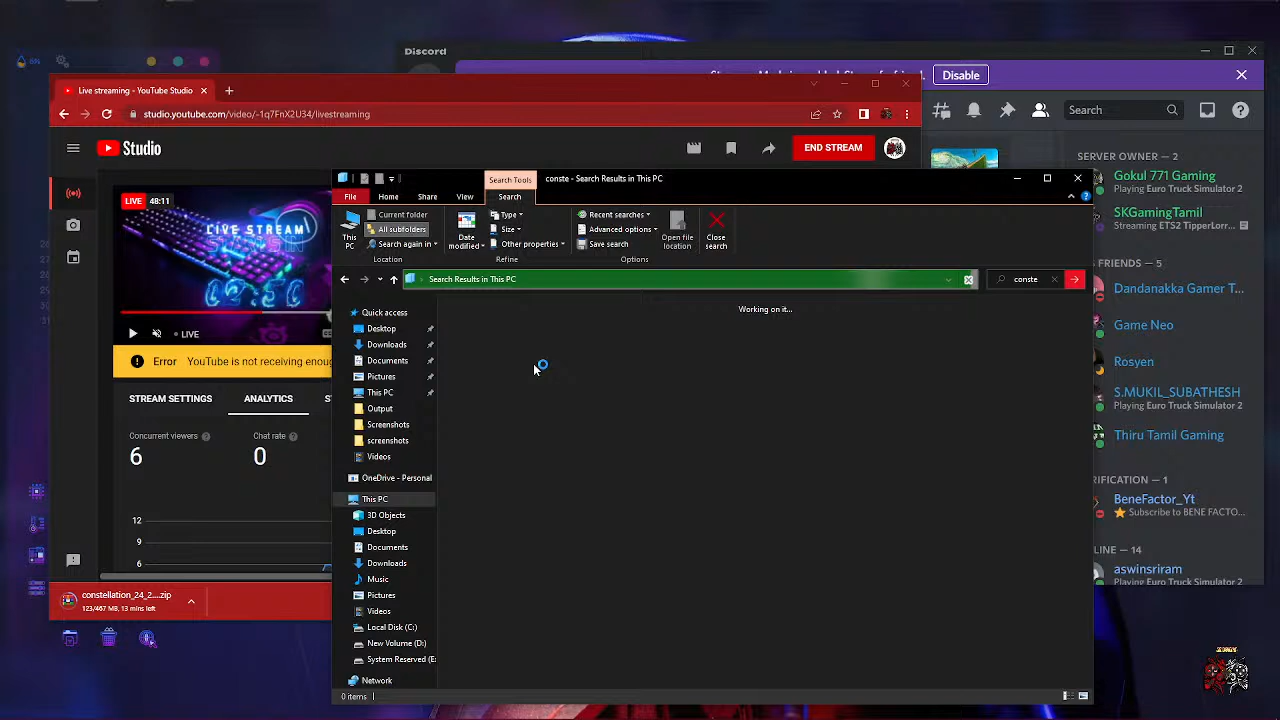 Discord
Disable
6%
Live streaming - YouTube Studio
studio.youtube.com/video/-1q7FnX2U34/livestreaming
Search
Studio
END STREAM
SERVER OWNER — 2
Gokul 771 Gaming
Playing Euro Truck Simulator 2
SKGamingTamil
Streaming ETS2 TipperLorr...
FRIENDS — 5
Dandanakka Gamer T...
Game Neo
Rosyen
S.MUKIL_SUBATHESH
Playing Euro Truck Simulator 2
Thiru Tamil Gaming
RIFICATION — 1
BeneFactor_Yt
Subscribe to BENE FACTO...
LINE — 14
aswinsriram
Playing Euro Truck Simulator 2
LIVE 48:11
LIVE STREAM
LIVE
Error YouTube is not receiving enoug
STREAM SETTINGS
ANALYTICS
Concurrent viewers
6
Chat rate
0
12
9
6
constellation_24_2....zip
123/467 MB, 13 mins left
Search Tools
conste - Search Results in This PC
File
Home
Share
View
Search
This PC
Current folder
All subfolders
Search again in
Location
Date modified
Type
Size
Other properties
Refine
Recent searches
Advanced options
Save search
Options
Open file location
Close search
Search Results in This PC
conste
Working on it...
Quick access
Desktop
Downloads
Documents
Pictures
This PC
Output
Screenshots
screenshots
Videos
OneDrive - Personal
This PC
3D Objects
Desktop
Documents
Downloads
Music
Pictures
Videos
Local Disk (C:)
New Volume (D:)
System Reserved (E:
Network
0 items